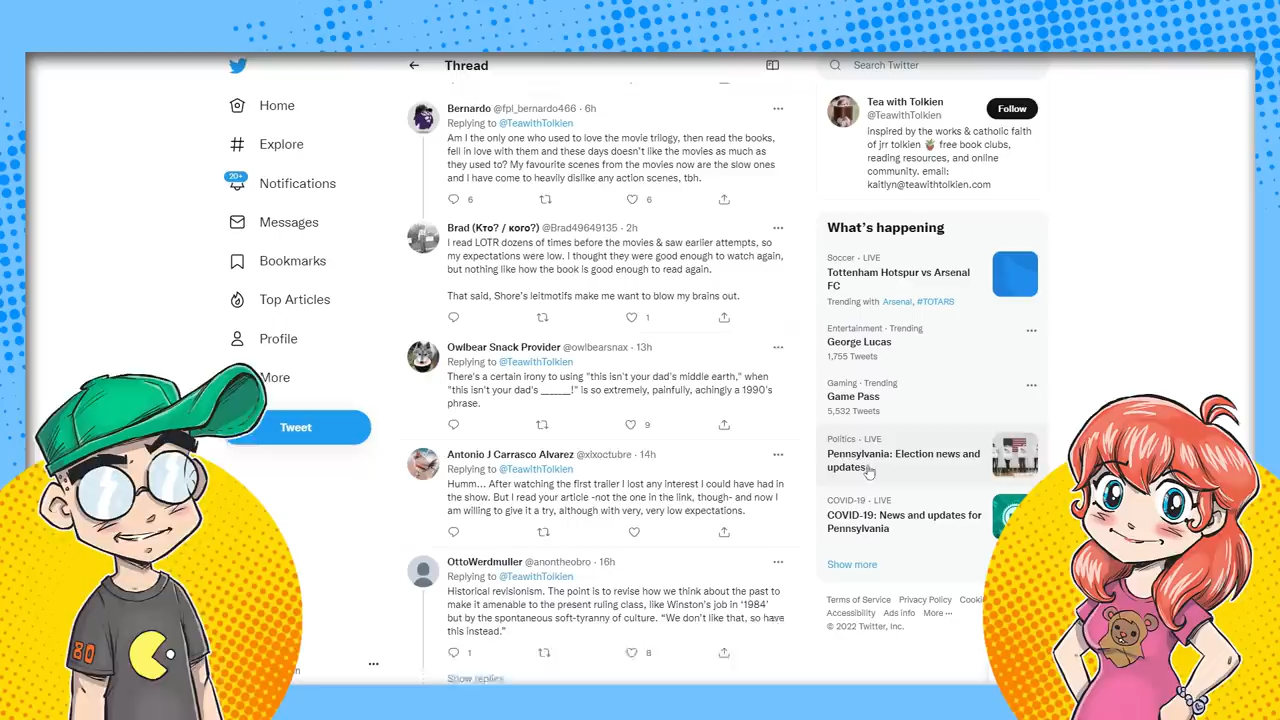 Home
Explore
20+
Notifications
Messages
Bookmarks
Top Articles
Profile
More
Tweet
Thread
Bernardo @fpl_bernardo466 · 6h
Replying to @TeawithTolkien
Am I the only one who used to love the movie trilogy, then read the books,
fell in love with them and these days doesn't like the movies as much as
they used to? My favourite scenes from the movies now are the slow ones
and I have come to heavily dislike any action scenes, tbh.
6
6
Brad (Кто? / кого?) @Brad49649135 · 2h
I read LOTR dozens of times before the movies & saw earlier attempts, so
my expectations were low. I thought they were good enough to watch again,
but nothing like how the book is good enough to read again.
That said, Shore's leitmotifs make me want to blow my brains out.
1
Owlbear Snack Provider @owlbearsnax · 13h
Replying to @TeawithTolkien
There's a certain irony to using "this isn't your dad's middle earth," when
"this isn't your dad's ______!" is so extremely, painfully, achingly a 1990's
phrase.
9
Antonio J Carrasco Alvarez @xlxoctubre · 14h
Replying to @TeawithTolkien
Humm... After watching the first trailer I lost any interest I could have had in
the show. But I read your article -not the one in the link, though- and now I
am willing to give it a try, although with very, very low expectations.
OttoWerdmuller @anontheobro · 16h
Replying to @TeawithTolkien
Historical revisionism. The point is to revise how we think about the past to
make it amenable to the present ruling class, like Winston's job in '1984'
but by the spontaneous soft-tyranny of culture. "We don't like that, so have
this instead."
1
8
Show replies
Search Twitter
Tea with Tolkien
@TeawithTolkien
Follow
inspired by the works & catholic faith
of jrr tolkien 🪴 free book clubs,
reading resources, and online
community. email:
kaitlyn@teawithtolkien.com
What's happening
Soccer · LIVE
Tottenham Hotspur vs Arsenal
FC
Trending with Arsenal, #TOTARS
Entertainment · Trending
George Lucas
1,755 Tweets
Gaming · Trending
Game Pass
5,532 Tweets
Politics · LIVE
Pennsylvania: Election news and
updates
COVID-19 · LIVE
COVID-19: News and updates for
Pennsylvania
Show more
Terms of Service Privacy Policy Cooki
Accessibility Ads info More ···
© 2022 Twitter, Inc.
80